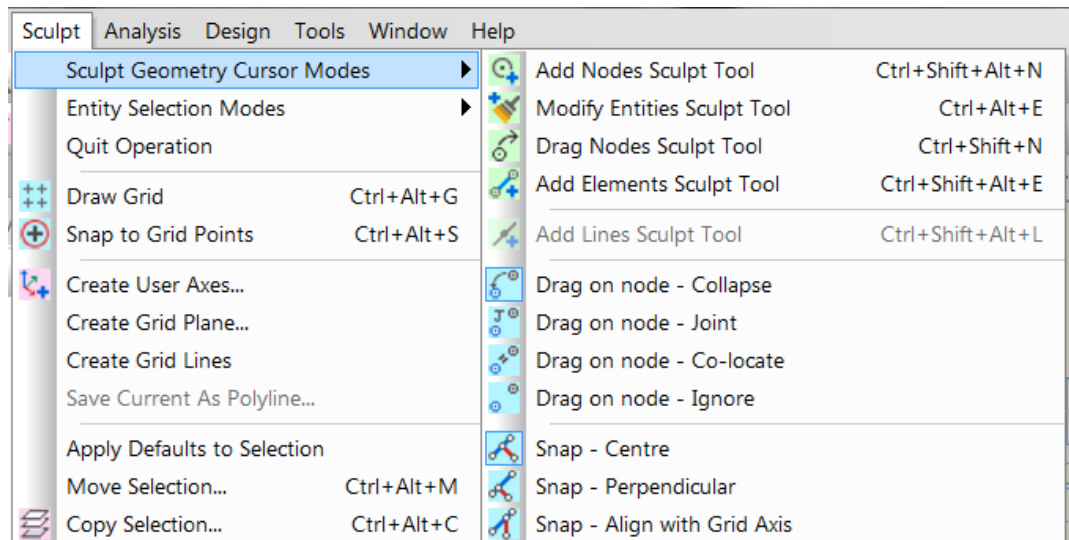 Sculpt Analysis Design Tools Window Help
Sculpt Geometry Cursor Modes
Entity Selection Modes
Quit Operation
Draw Grid Ctrl+Alt+G
Snap to Grid Points Ctrl+Alt+S
Create User Axes...
Create Grid Plane...
Create Grid Lines
Save Current As Polyline...
Apply Defaults to Selection
Move Selection... Ctrl+Alt+M
Copy Selection... Ctrl+Alt+C
Add Nodes Sculpt Tool Ctrl+Shift+Alt+N
Modify Entities Sculpt Tool Ctrl+Alt+E
Drag Nodes Sculpt Tool Ctrl+Shift+N
Add Elements Sculpt Tool Ctrl+Shift+Alt+E
Add Lines Sculpt Tool Ctrl+Shift+Alt+L
Drag on node - Collapse
Drag on node - Joint
Drag on node - Co-locate
Drag on node - Ignore
Snap - Centre
Snap - Perpendicular
Snap - Align with Grid Axis